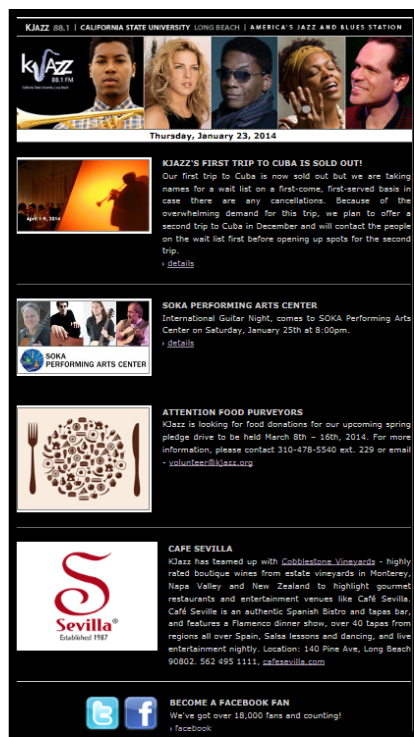 KJAZZ 88.1 | CALIFORNIA STATE UNIVERSITY LONG BEACH | AMERICA'S JAZZ AND BLUES STATION
kJazz
88.1 FM
California State University, Long Beach
Thursday, January 23, 2014
April 1-9, 2014
KJAZZ'S FIRST TRIP TO CUBA IS SOLD OUT!
Our first trip to Cuba is now sold out but we are taking
names for a wait list on a first-come, first-served basis in
case there are any cancellations. Because of the
overwhelming demand for this trip, we plan to offer a
second trip to Cuba in December and will contact the people
on the wait list first before opening up spots for the second
trip.
› details
SOKA
PERFORMING ARTS CENTER
SOKA PERFORMING ARTS CENTER
International Guitar Night, comes to SOKA Performing Arts
Center on Saturday, January 25th at 8:00pm.
› details
ATTENTION FOOD PURVEYORS
KJazz is looking for food donations for our upcoming spring
pledge drive to be held March 8th – 16th, 2014. For more
information, please contact 310-478-5540 ext. 229 or email
- volunteer@kjazz.org
S
Sevilla®
Established 1987
CAFE SEVILLA
KJazz has teamed up with Cobblestone Vineyards - highly
rated boutique wines from estate vineyards in Monterey,
Napa Valley and New Zealand to highlight gourmet
restaurants and entertainment venues like Café Sevilla.
Café Seville is an authentic Spanish Bistro and tapas bar,
and features a Flamenco dinner show, over 40 tapas from
regions all over Spain, Salsa lessons and dancing, and live
entertainment nightly. Location: 140 Pine Ave, Long Beach
90802. 562 495 1111, cafesevilla.com
BECOME A FACEBOOK FAN
We've got over 18,000 fans and counting!
› facebook